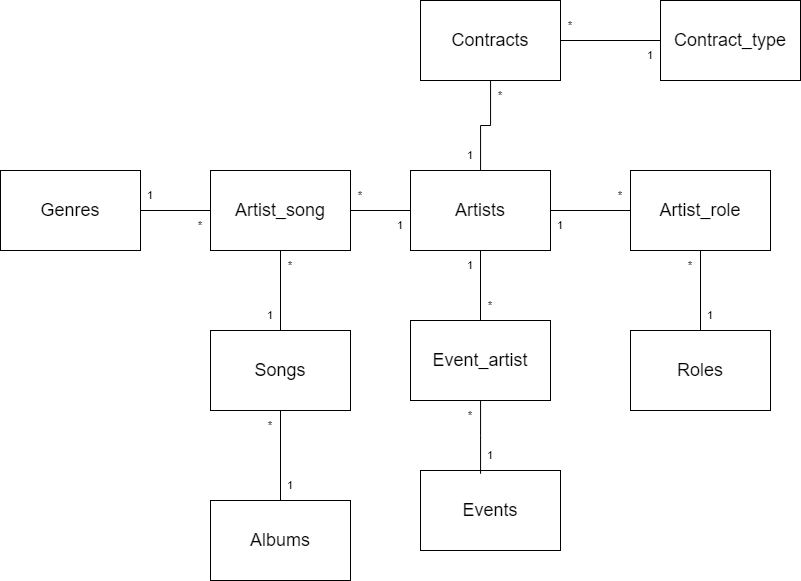 Contracts
*
1
Contract_type
*
1
Genres
1
*
Artist_song
*
1
Artists
1
*
Artist_role
*
1
Songs
1
*
Event_artist
*
1
Roles
*
1
Albums
*
1
Events